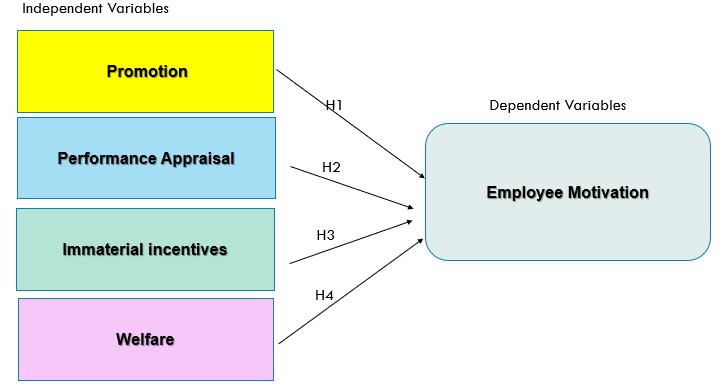 Independent Variables
Promotion
H1
Dependent Variables
Performance Appraisal
H2
Employee Motivation
Immaterial incentives
H3
H4
Welfare